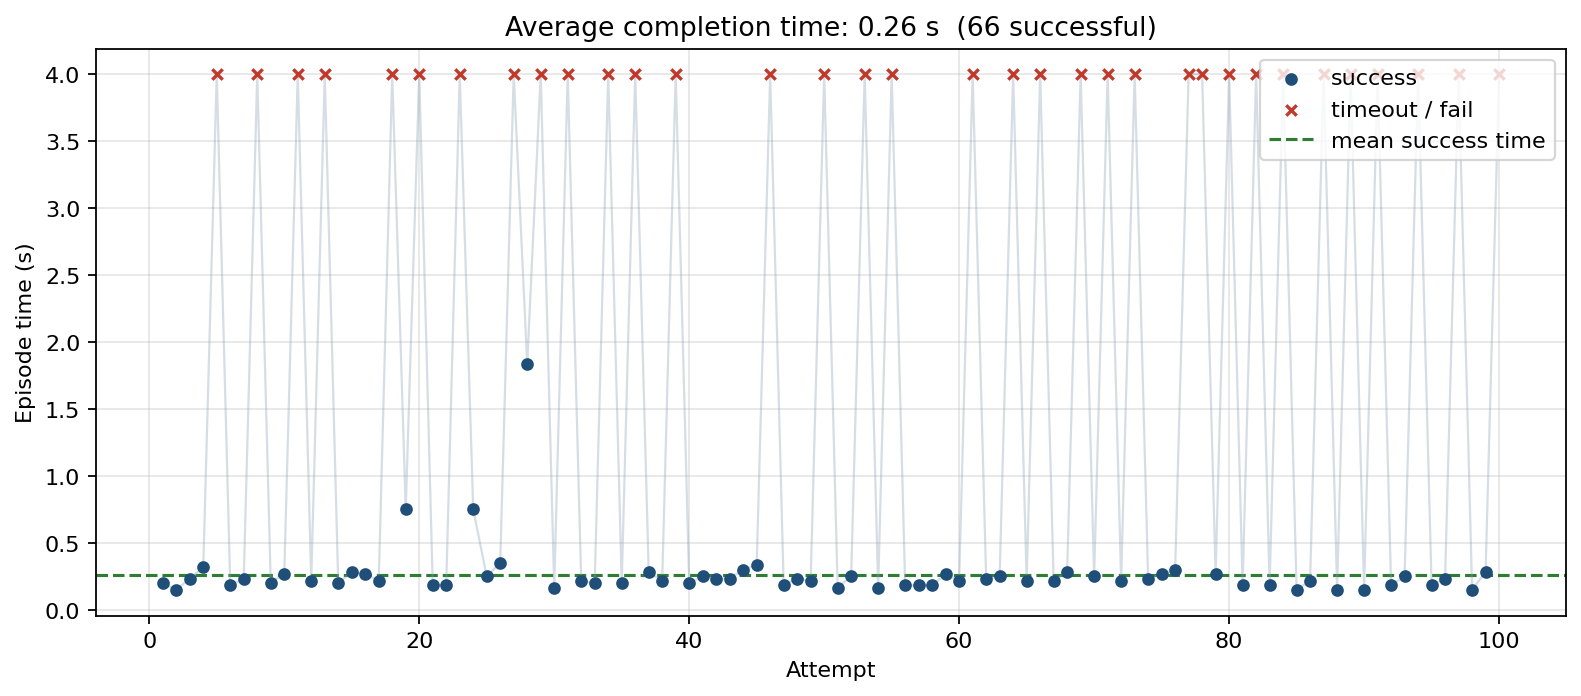 Average completion time: 0.26 s  (66 successful)
success
timeout / fail
mean success time
Episode time (s)
4.0
3.5
3.0
2.5
2.0
1.5
1.0
0.5
0.0
0 20 40 60 80 100
Attempt